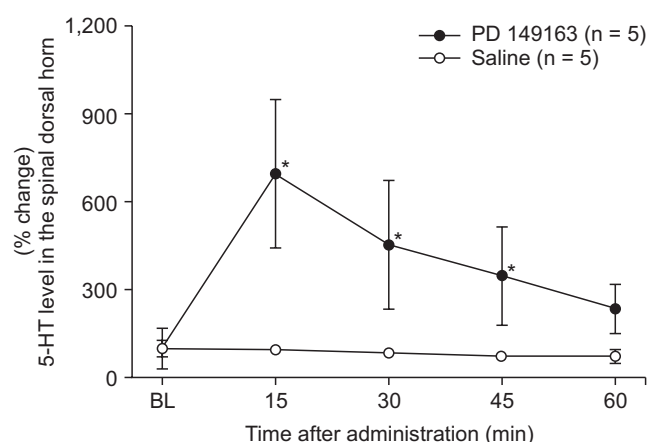 5-HT level in the spinal dorsal horn
(% change)
1,200
900
600
300
0
PD 149163 (n = 5)
Saline (n = 5)
*
*
*
BL 15 30 45 60
Time after administration (min)